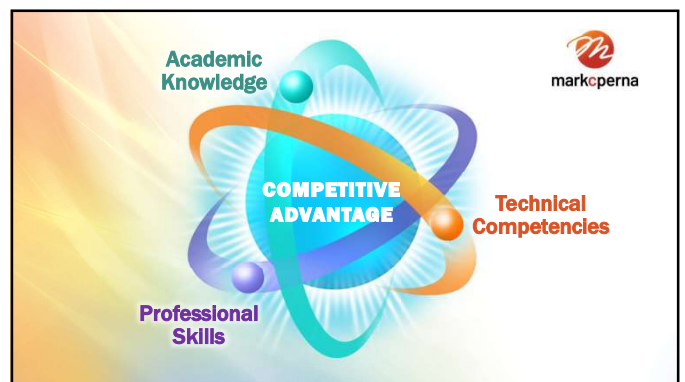 Academic
Knowledge
markcperna
COMPETITIVE
ADVANTAGE
Technical
Competencies
Professional
Skills